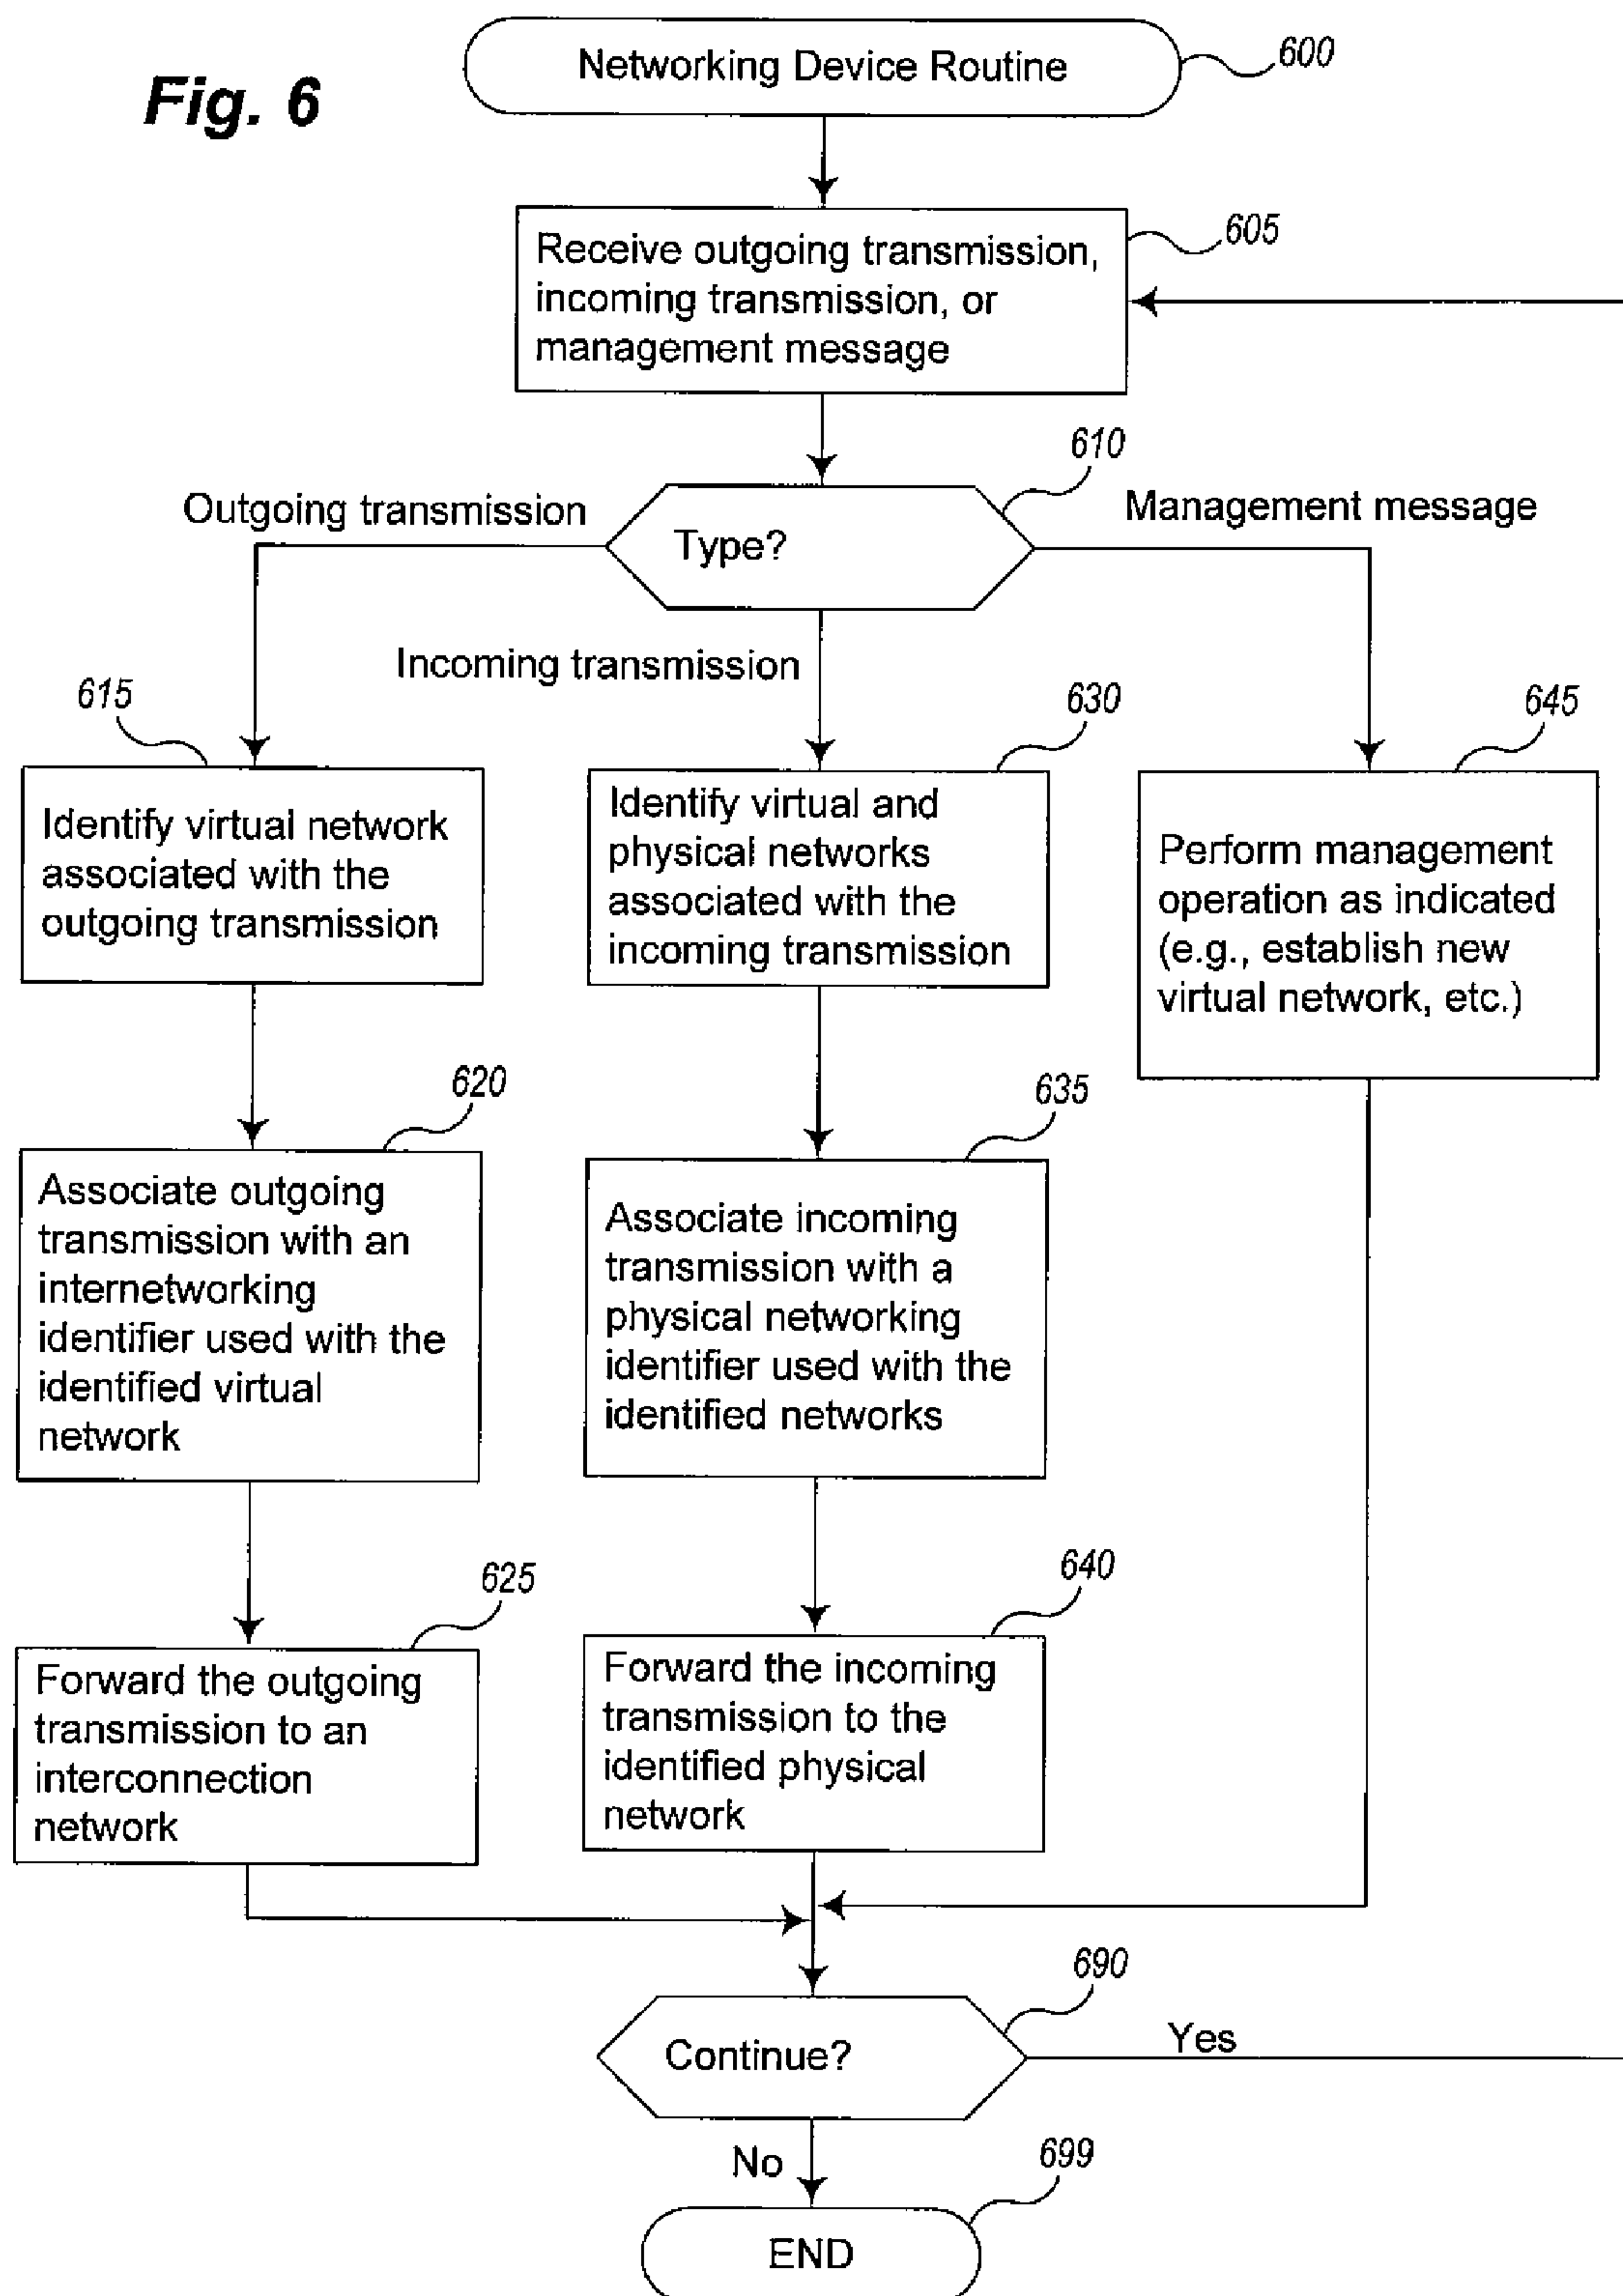 Fig. 6
Networking Device Routine
600
Receive outgoing transmission,
incoming transmission, or
management message
605
610
Outgoing transmission
Type?
Management message
Incoming transmission
615
630
645
Identify virtual network
associated with the
outgoing transmission
Identify virtual and
physical networks
associated with the
incoming transmission
Perform management
operation as indicated
(e.g., establish new
virtual network, etc.)
620
635
Associate outgoing
transmission with an
internetworking
identifier used with the
identified virtual
network
Associate incoming
transmission with a
physical networking
identifier used with the
identified networks
625
640
Forward the outgoing
transmission to an
interconnection
network
Forward the incoming
transmission to the
identified physical
network
690
Continue?
Yes
No
699
END